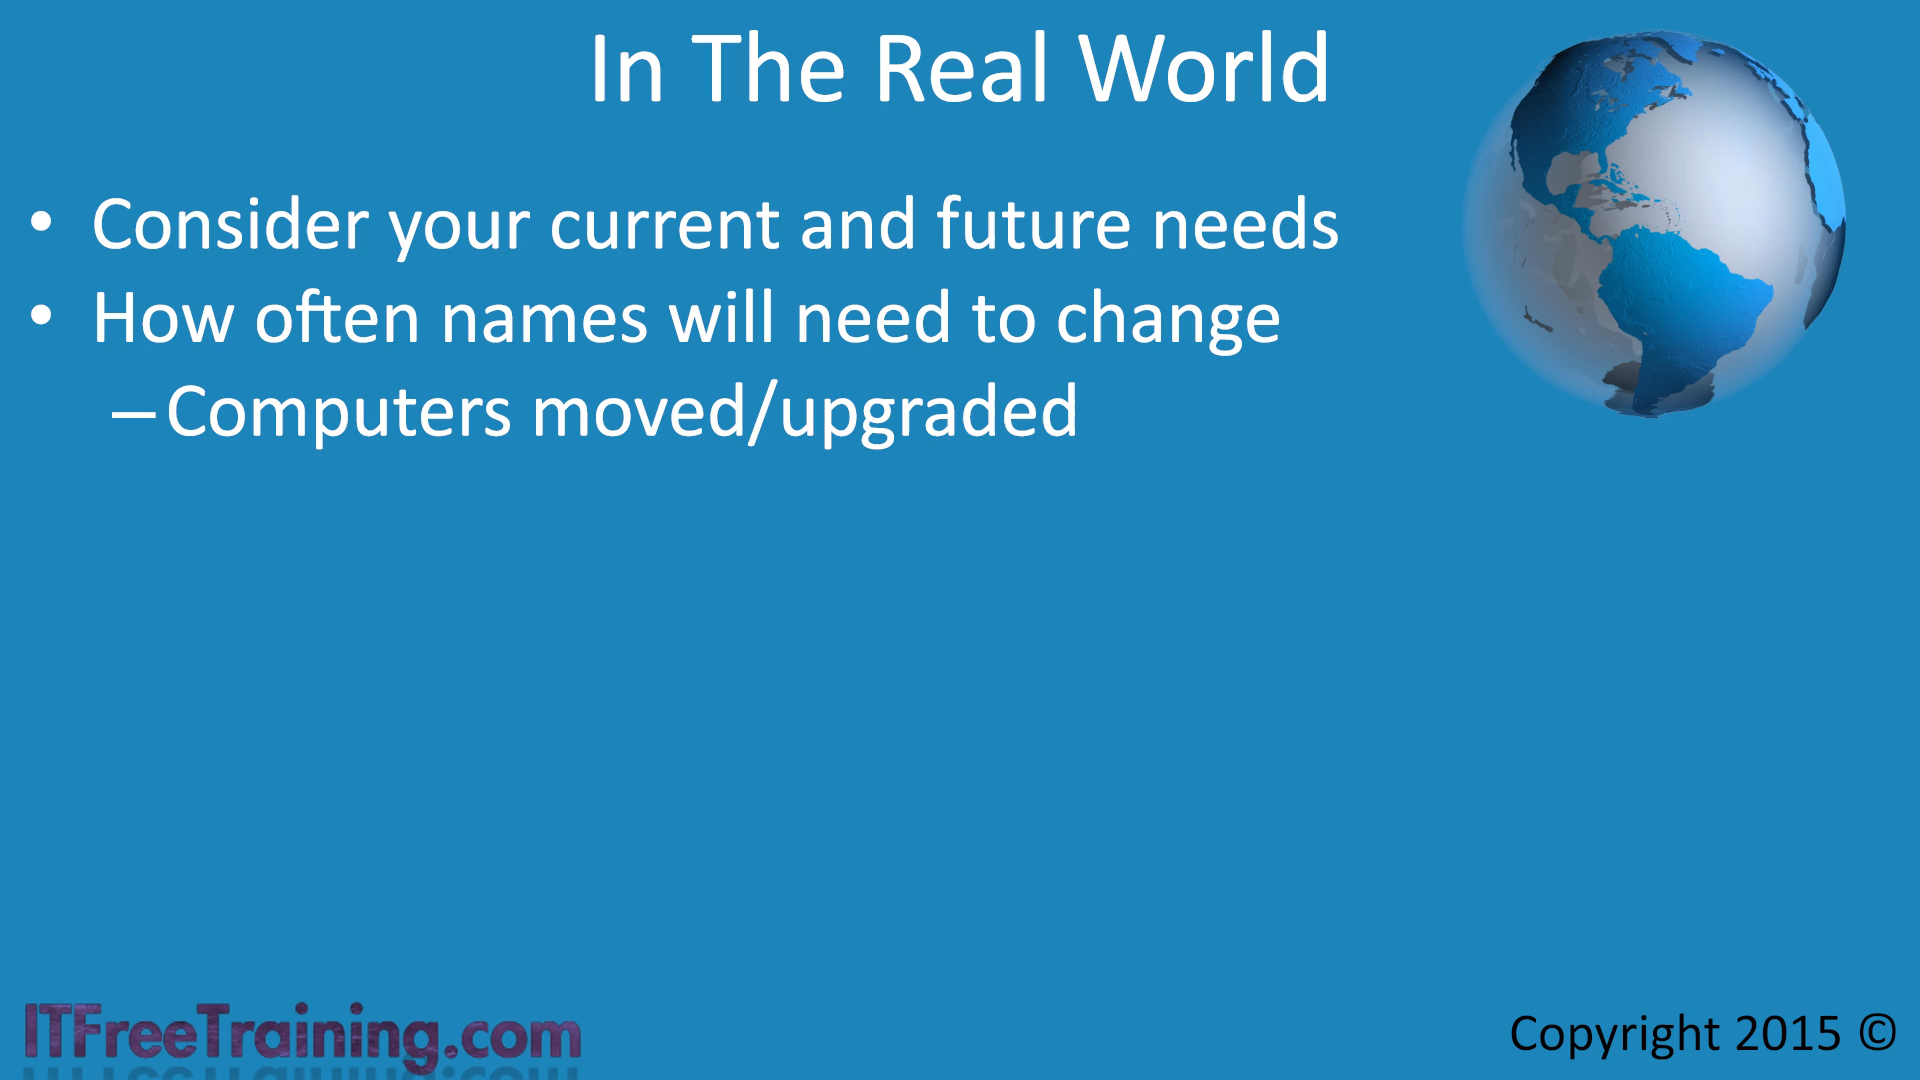 In The Real World
• Consider your current and future needs
• How often names will need to change
– Computers moved/upgraded
ITFreeTraining.com
Copyright 2015 ©